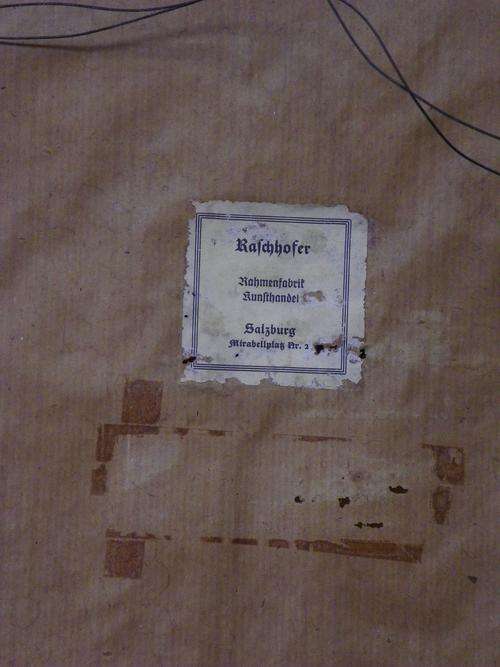 Raschhofer
Rahmenfabrik
Kunsthandel
Salzburg
Mirabellplatz Nr. 2